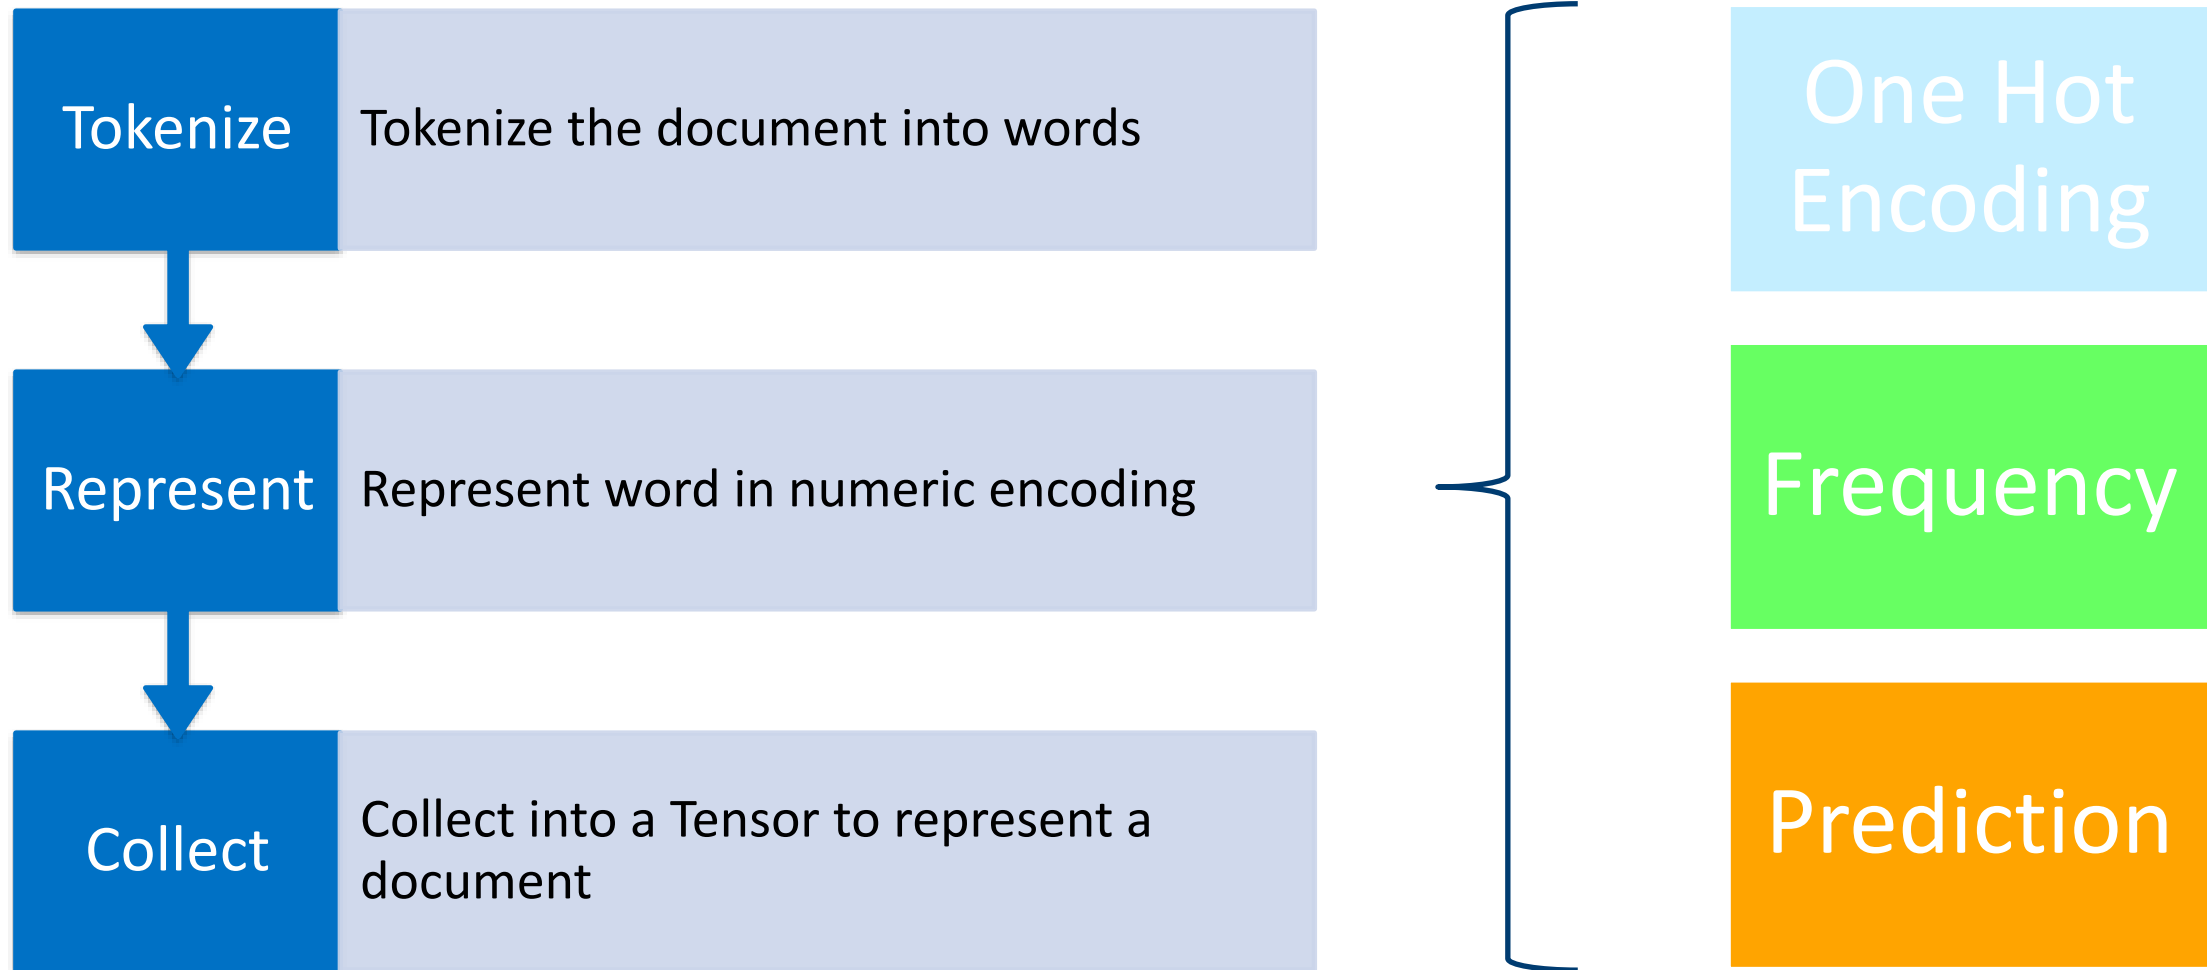 Tokenize
Tokenize the document into words
Represent
Represent word in numeric encoding
Collect
Collect into a Tensor to represent a
document
One Hot
Encoding
Frequency
Prediction